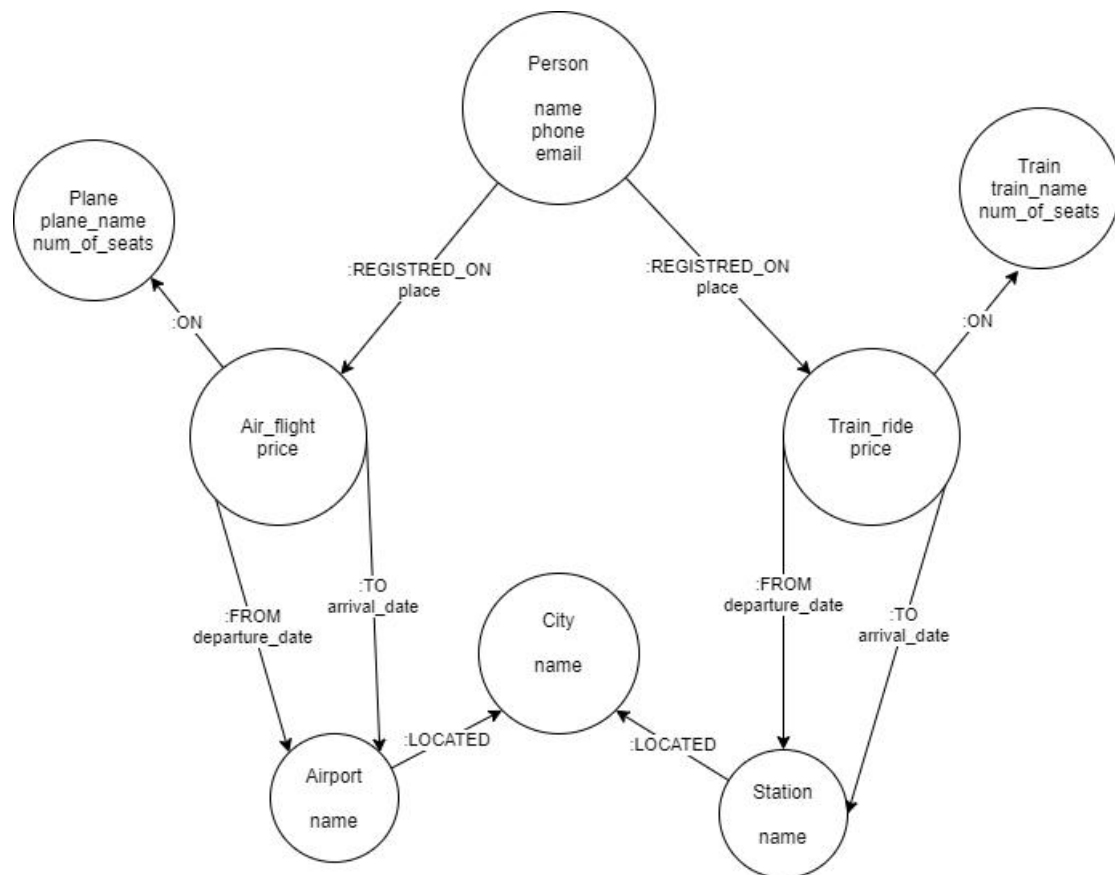 Person
name
phone
email
Plane
plane_name
num_of_seats
Train
train_name
num_of_seats
:REGISTRED_ON
place
:REGISTRED_ON
place
:ON
:ON
Air_flight
price
Train_ride
price
:FROM
departure_date
:TO
arrival_date
City
name
:FROM
departure_date
:TO
arrival_date
:LOCATED
:LOCATED
Airport
name
Station
name